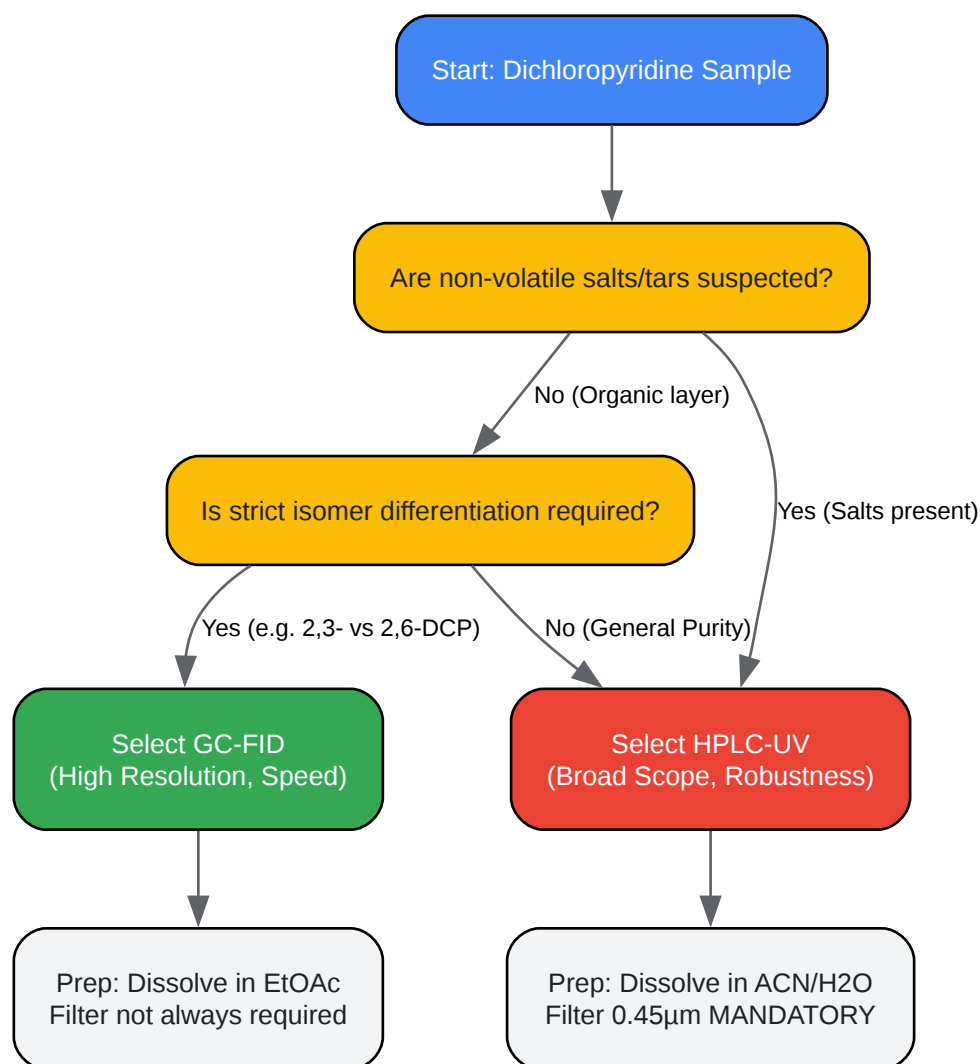 Start: Dichloropyridine Sample
Are non-volatile salts/tars suspected?
No (Organic layer)
Is strict isomer differentiation required?
Yes (Salts present)
Yes (e.g. 2,3- vs 2,6-DCP)
No (General Purity)
Select GC-FID
(High Resolution, Speed)
Select HPLC-UV
(Broad Scope, Robustness)
Prep: Dissolve in EtOAc
Filter not always required
Prep: Dissolve in ACN/H2O
Filter 0.45µm MANDATORY